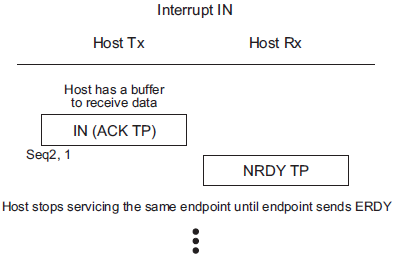 Interrupt IN
Host Tx
Host Rx
Host has a buffer
to receive data
IN (ACK TP)
Seq2, 1
NRDY TP
Host stops servicing the same endpoint until endpoint sends ERDY